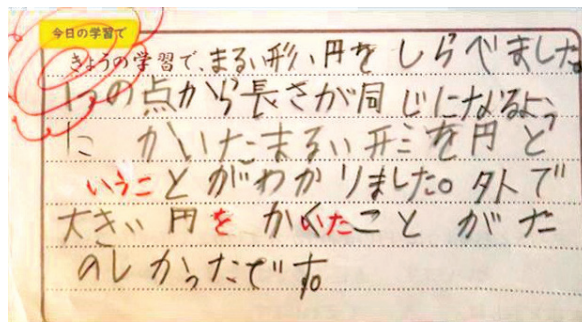 今日の学習で
きょうの学習で、まるい形い円を しらべました。
1つの点から長さが同じになるよう
に かいたまるい形を円と
いうことがわかりました。外で
大きい円をかいたことがた
のしかったです。